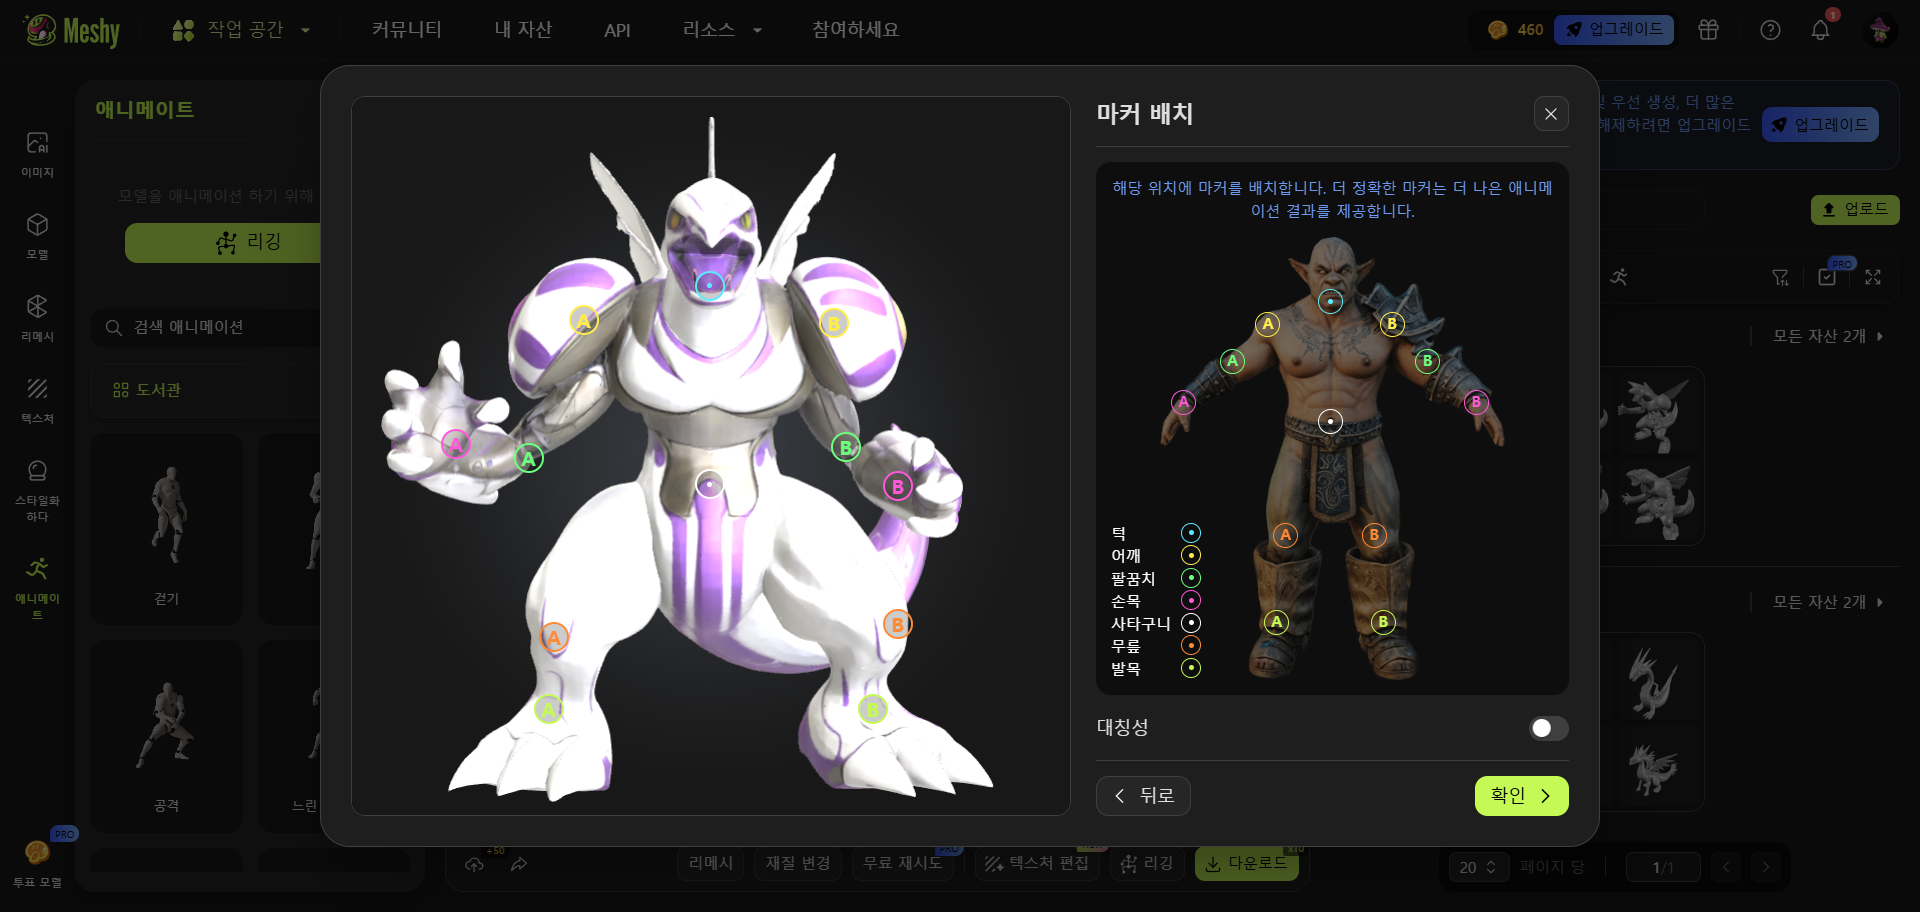 Meshy
작업 공간
커뮤니티
내 자산
API
리소스
참여하세요
460
업그레이드
1
애니메이트
모델을 애니메이션 하기 위해
리깅
검색 애니메이션
도서관
걷기
공격
느린
이미지
모델
리메시
텍스처
스타일화
하다
애니메이
트
PRO
투표 모델
마커 배치
해당 위치에 마커를 배치합니다. 더 정확한 마커는 더 나은 애니메
이션 결과를 제공합니다.
A
B
A
B
A
B
A
B
A
B
A
B
A
B
A
B
A
B
A
B
턱
어깨
팔꿈치
손목
사타구니
무릎
발목
대칭성
뒤로
확인
우선 생성, 더 많은
해제하려면 업그레이드
업그레이드
업로드
PRO
모든 자산 2개
모든 자산 2개
+50
리메시
재질 변경
무료 재시도
텍스처 편집
리깅
다운로드
20
페이지 당
1/1